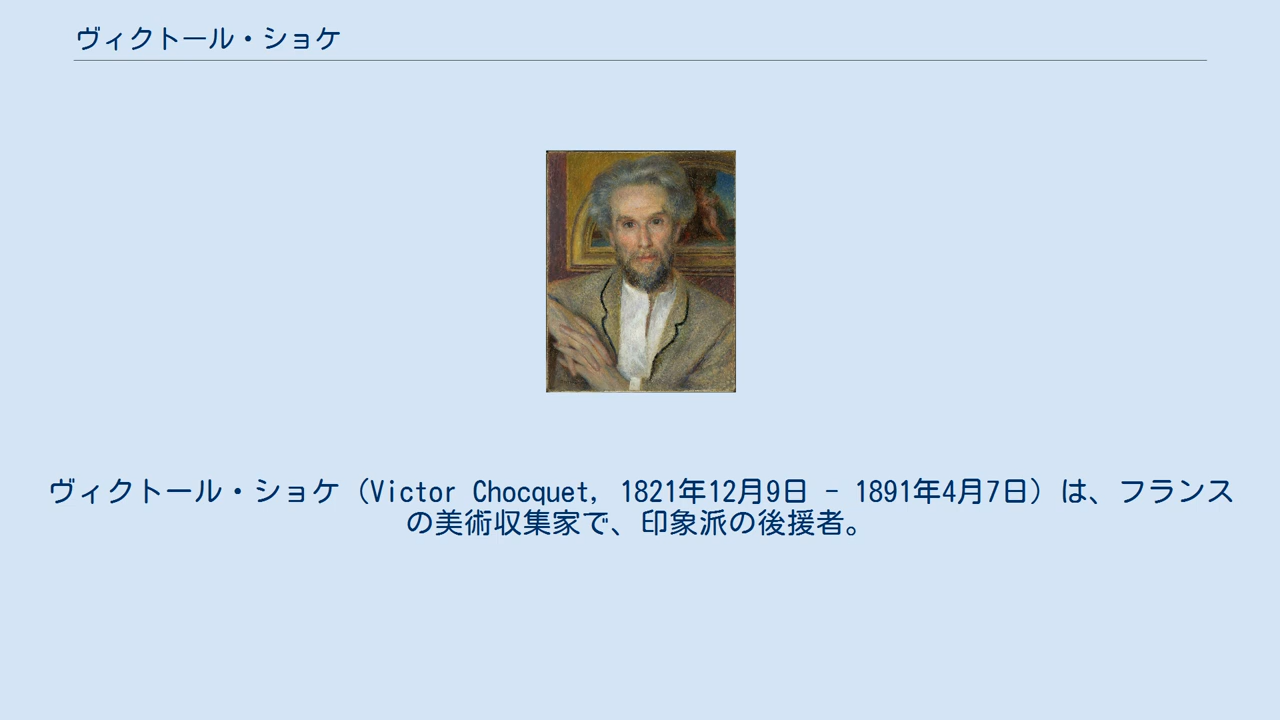 ヴィクトール・ショケ
ヴィクトール・ショケ（Victor Chocquet, 1821年12月9日 - 1891年4月7日）は、フランス
の美術収集家で、印象派の後援者。